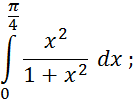 ∫₀^(π/4) x²/(1 + x²) dx ;